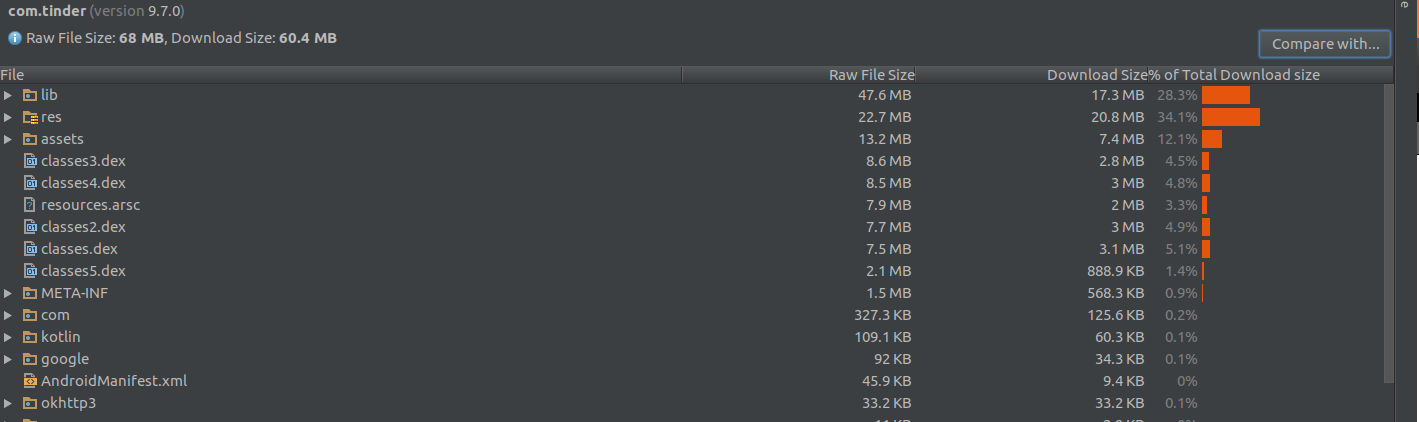 com.tinder (version 9.7.0)
Raw File Size: 68 MB, Download Size: 60.4 MB
Compare with...
File Raw File Size Download Size % of Total Download size
lib 47.6 MB 17.3 MB 28.3%
res 22.7 MB 20.8 MB 34.1%
assets 13.2 MB 7.4 MB 12.1%
classes3.dex 8.6 MB 2.8 MB 4.5%
classes4.dex 8.5 MB 3 MB 4.8%
resources.arsc 7.9 MB 2 MB 3.3%
classes2.dex 7.7 MB 3 MB 4.9%
classes.dex 7.5 MB 3.1 MB 5.1%
classes5.dex 2.1 MB 888.9 KB 1.4%
META-INF 1.5 MB 568.3 KB 0.9%
com 327.3 KB 125.6 KB 0.2%
kotlin 109.1 KB 60.3 KB 0.1%
google 92 KB 34.3 KB 0.1%
AndroidManifest.xml 45.9 KB 9.4 KB 0%
okhttp3 33.2 KB 33.2 KB 0.1%